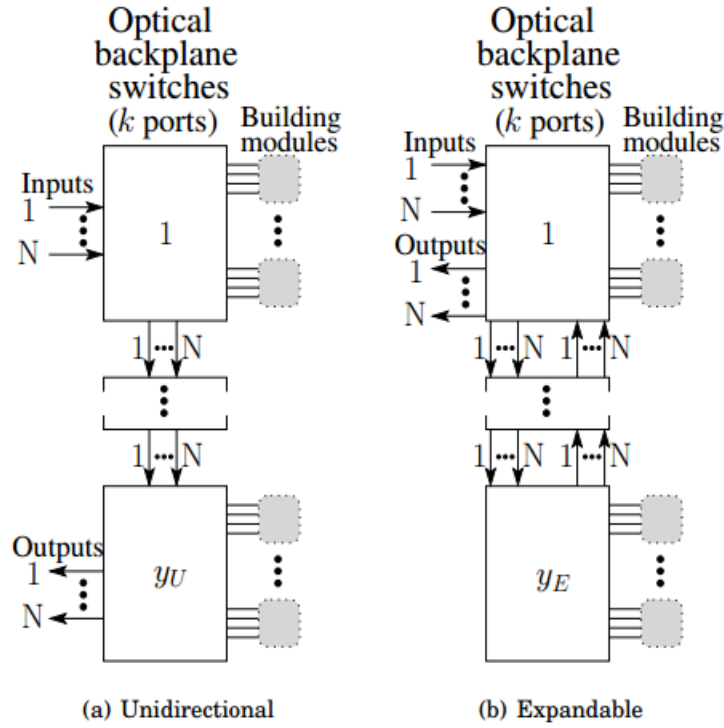 Optical
backplane
switches
(k ports)
Building
modules
Inputs
1
N
1
1 N
1 N
Outputs
1
N
y_U
(a) Unidirectional
Optical
backplane
switches
(k ports)
Building
modules
Inputs
1
N
Outputs
1
N
1
1 N 1 N
1 N 1 N
y_E
(b) Expandable